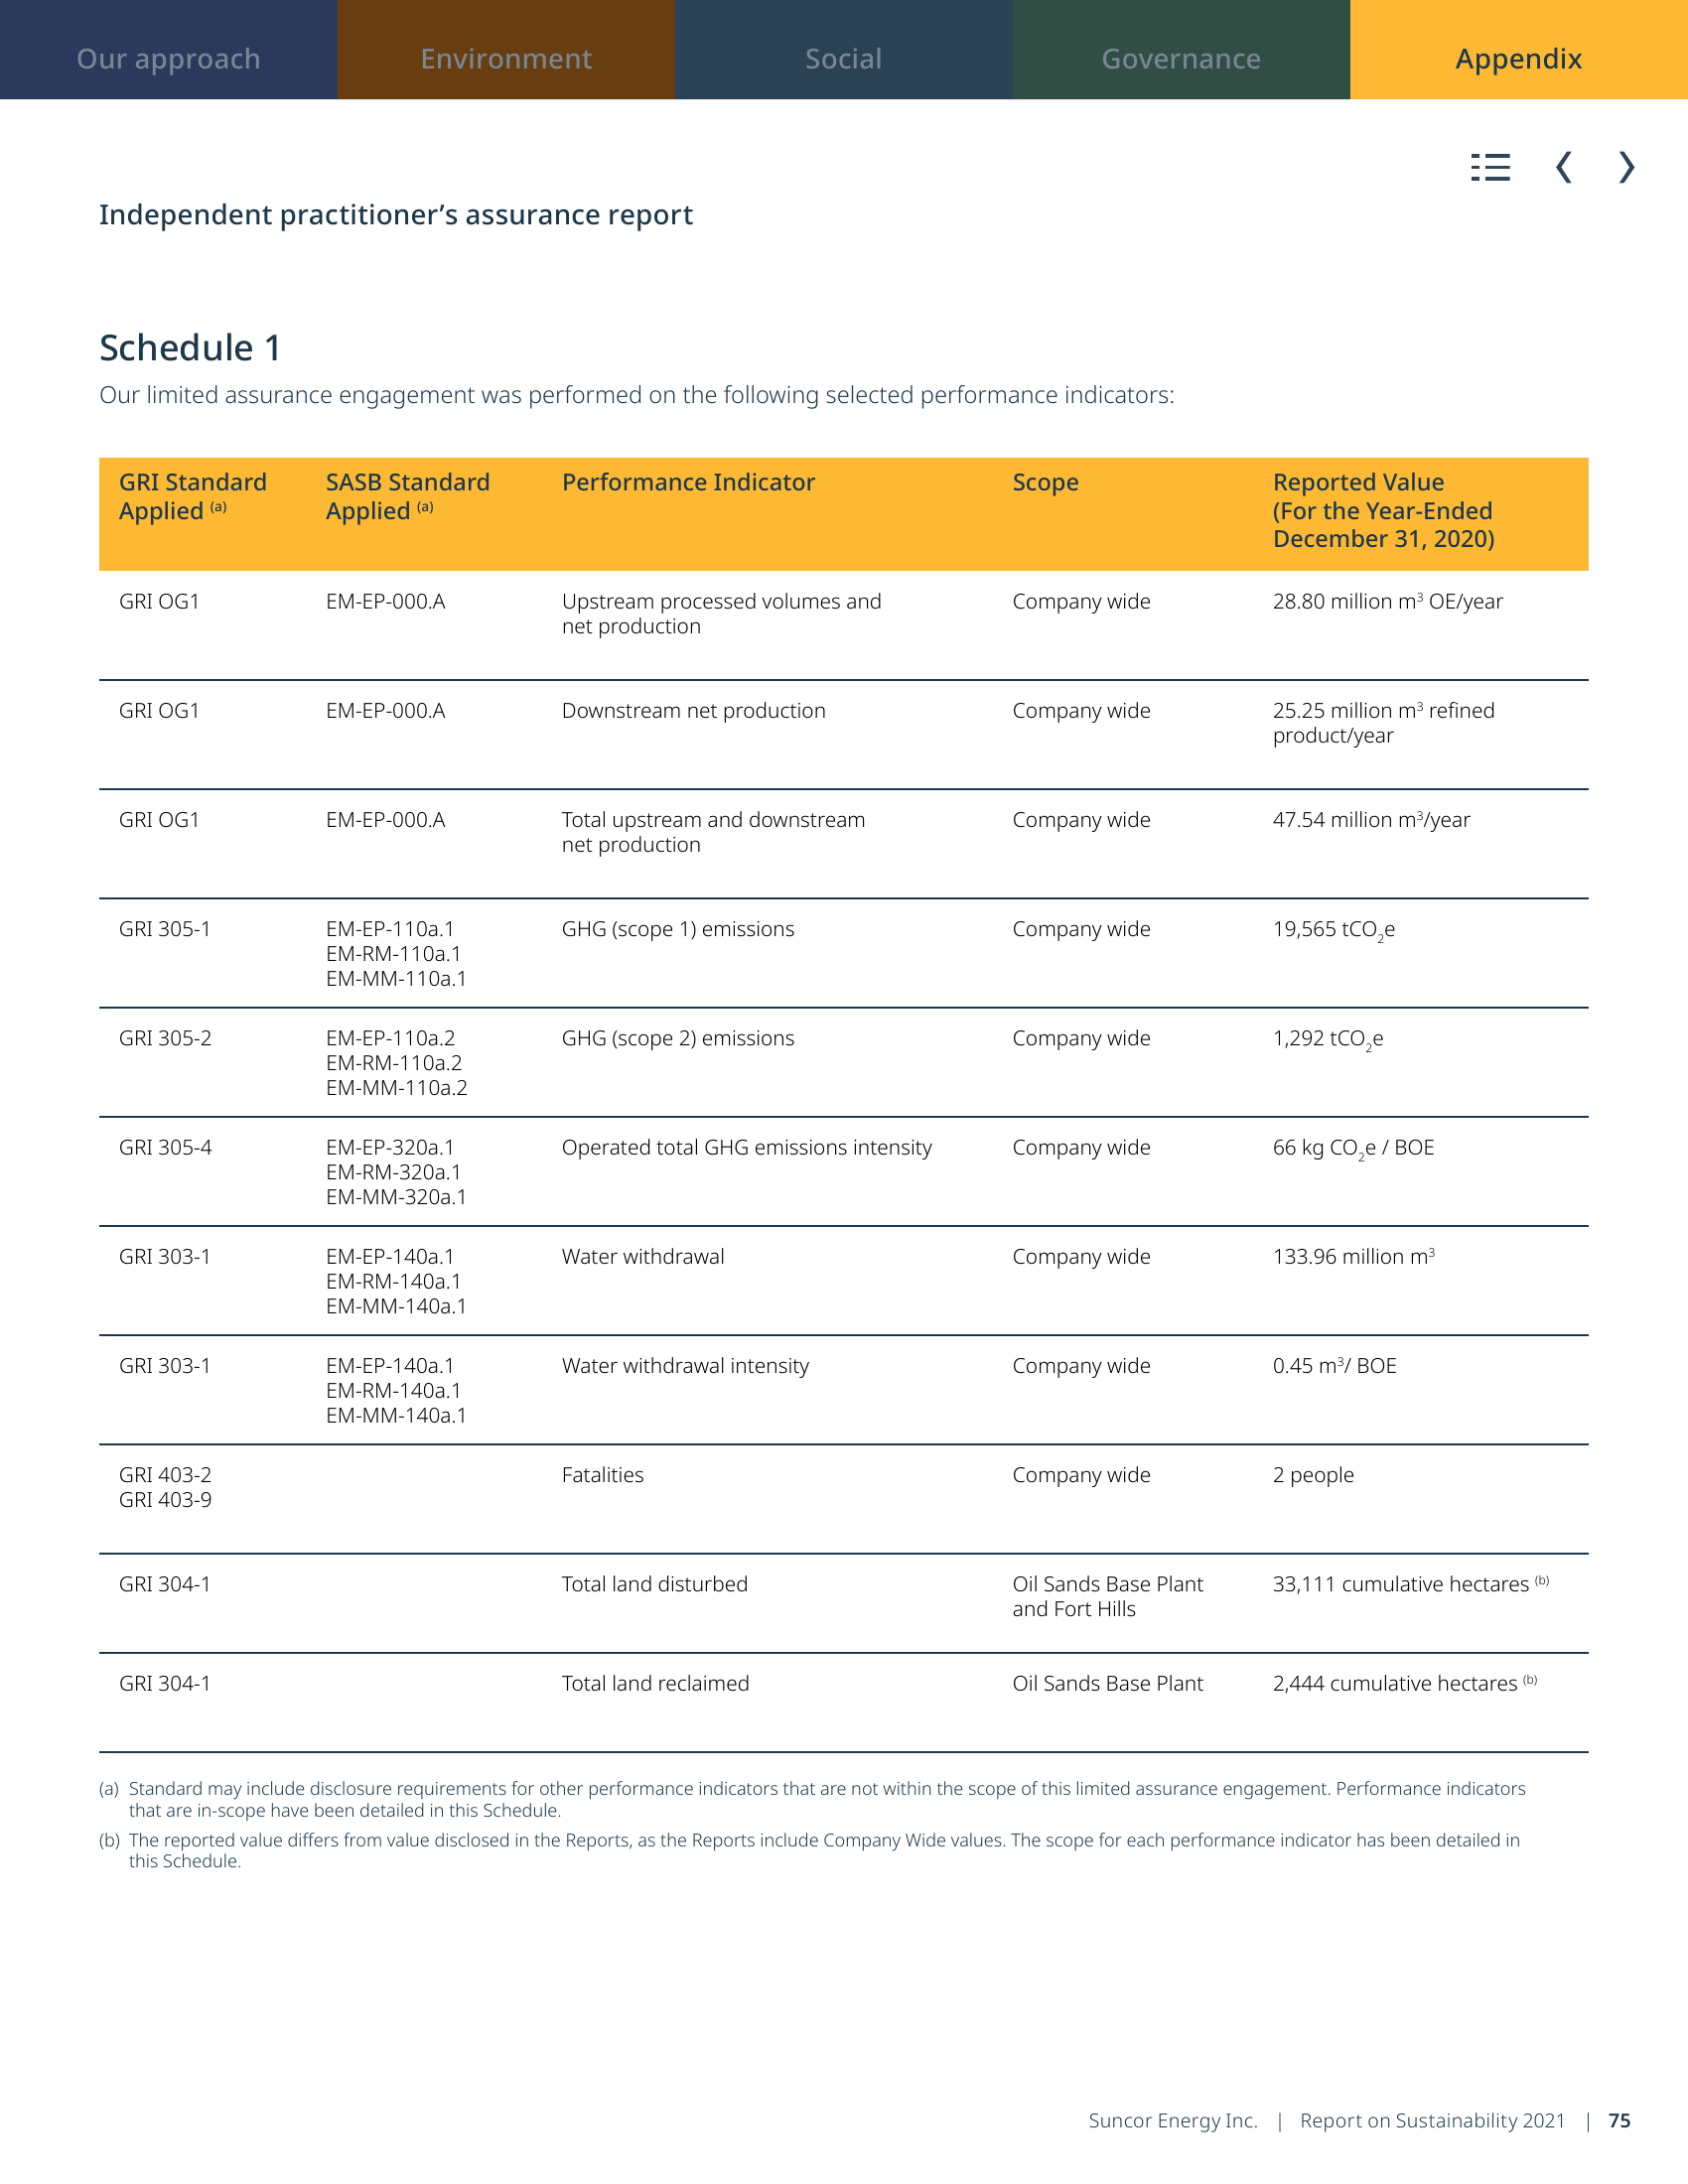 Our approach
Environment
Social
Governance
Appendix
Independent practitioner’s assurance report
Schedule 1
Our limited assurance engagement was performed on the following selected performance indicators:
GRI Standard Applied (a)
SASB Standard Applied (a)
Performance Indicator
Scope
Reported Value (For the Year-Ended December 31, 2020)
GRI OG1 EM-EP-000.A Upstream processed volumes and Company wide 28.80 million m³ OE/year
net production
GRI OG1 EM-EP-000.A Downstream net production Company wide 25.25 million m³ refined
product/year
GRI OG1 EM-EP-000.A Total upstream and downstream Company wide 47.54 million m³/year
net production
GRI 305-1 EM-EP-110a.1 GHG (scope 1) emissions Company wide 19,565 tCO₂e
EM-RM-110a.1
EM-MM-110a.1
GRI 305-2 EM-EP-110a.2 GHG (scope 2) emissions Company wide 1,292 tCO₂e
EM-RM-110a.2
EM-MM-110a.2
GRI 305-4 EM-EP-320a.1 Operated total GHG emissions intensity Company wide 66 kg CO₂e / BOE
EM-RM-320a.1
EM-MM-320a.1
GRI 303-1 EM-EP-140a.1 Water withdrawal Company wide 133.96 million m³
EM-RM-140a.1
EM-MM-140a.1
GRI 303-1 EM-EP-140a.1 Water withdrawal intensity Company wide 0.45 m³/ BOE
EM-RM-140a.1
EM-MM-140a.1
GRI 403-2 Fatalities Company wide 2 people
GRI 403-9
GRI 304-1 Total land disturbed Oil Sands Base Plant 33,111 cumulative hectares (b)
and Fort Hills
GRI 304-1 Total land reclaimed Oil Sands Base Plant 2,444 cumulative hectares (b)
(a) Standard may include disclosure requirements for other performance indicators that are not within the scope of this limited assurance engagement. Performance indicators
that are in-scope have been detailed in this Schedule.
(b) The reported value differs from value disclosed in the Reports, as the Reports include Company Wide values. The scope for each performance indicator has been detailed in
this Schedule.
Suncor Energy Inc. | Report on Sustainability 2021 | 75